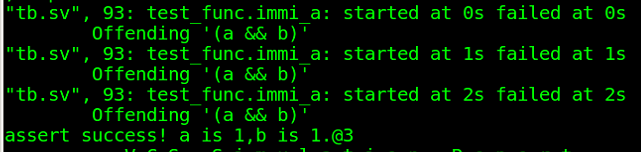 "tb.sv", 93: test_func.immi_a: started at 0s failed at 0s
Offending '(a && b)'
"tb.sv", 93: test_func.immi_a: started at 1s failed at 1s
Offending '(a && b)'
"tb.sv", 93: test_func.immi_a: started at 2s failed at 2s
Offending '(a && b)'
assert success! a is 1,b is 1.@3